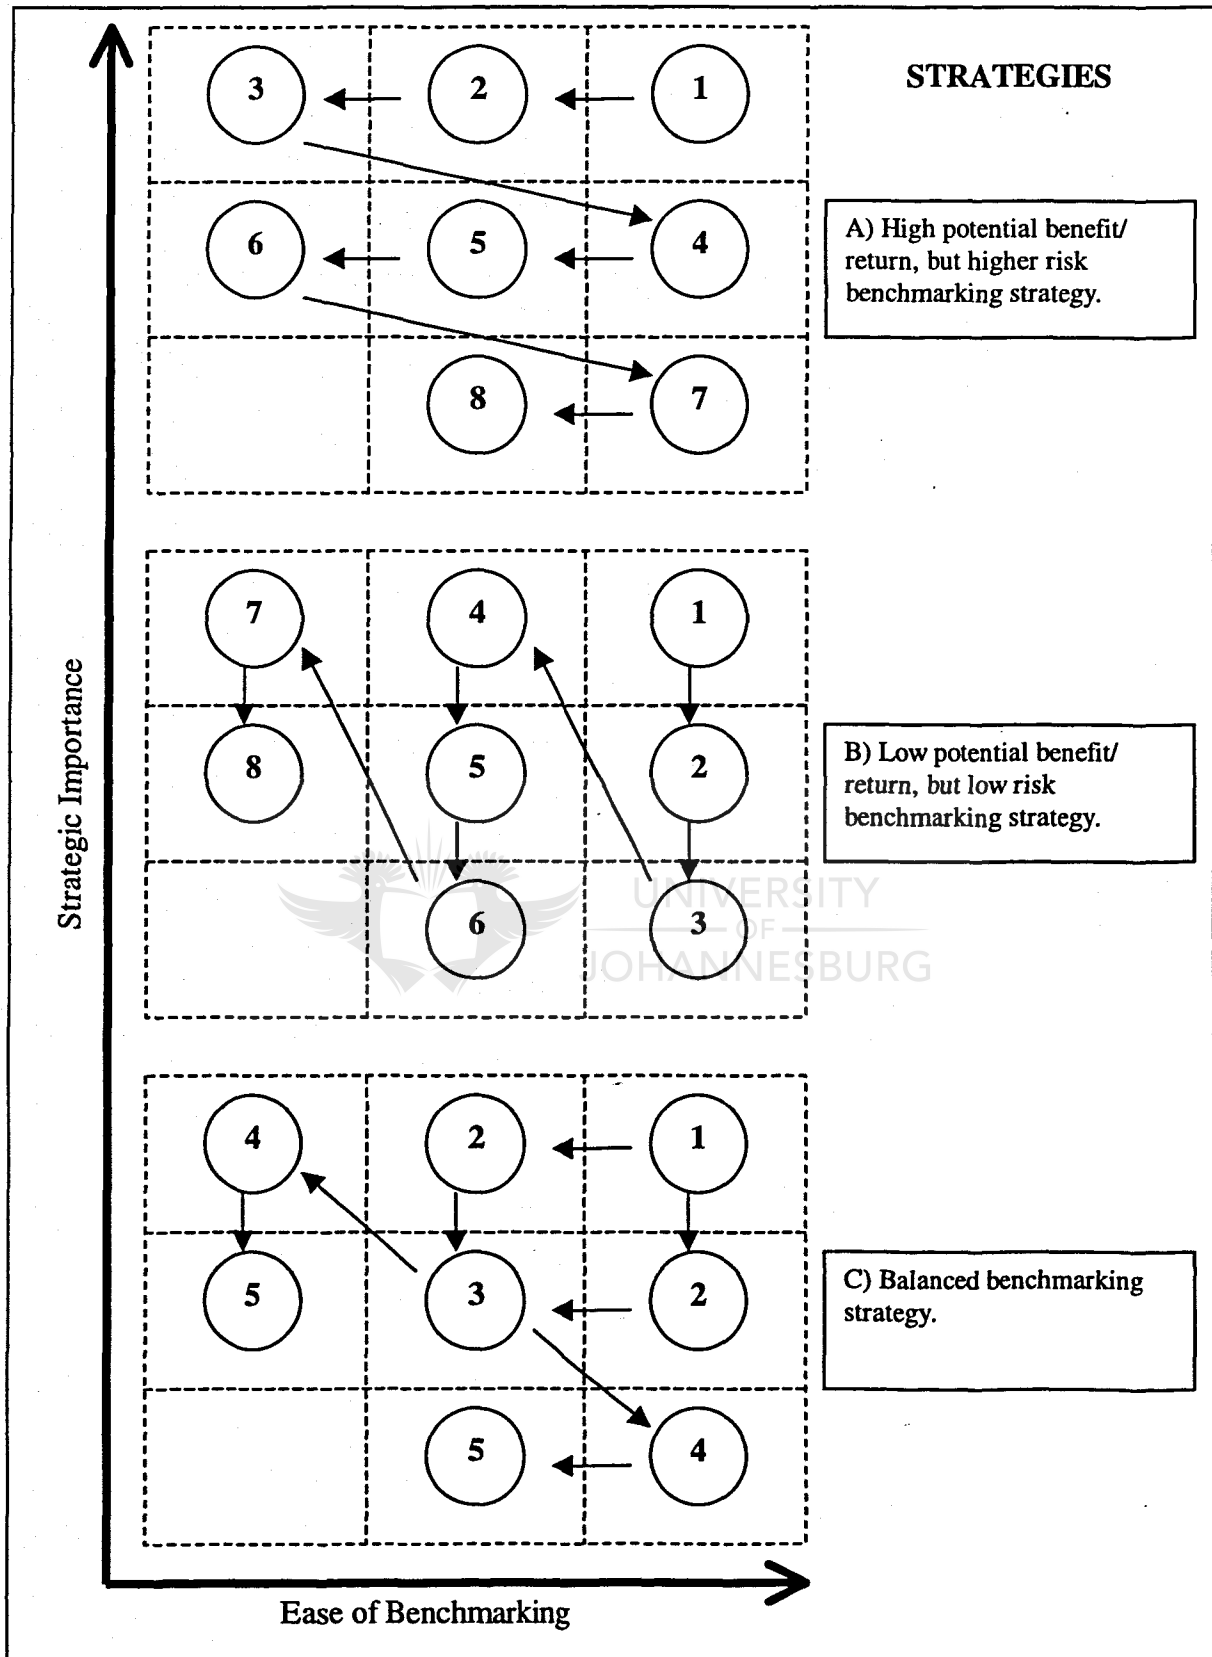 STRATEGIES
3 2 1
6 5 4
8 7
A) High potential benefit/
return, but higher risk
benchmarking strategy.
7 4 1
8 5 2
6 3
B) Low potential benefit/
return, but low risk
benchmarking strategy.
UNIVERSITY
OF
JOHANNESBURG
4 2 1
5 3 2
5 4
C) Balanced benchmarking
strategy.
Strategic Importance
Ease of Benchmarking